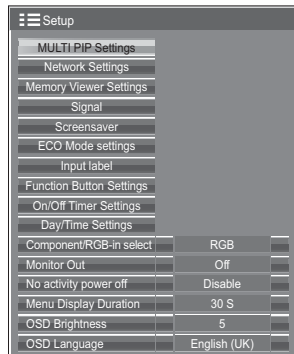 Setup
MULTI PIP Settings
Network Settings
Memory Viewer Settings
Signal
Screensaver
ECO Mode settings
Input label
Function Button Settings
On/Off Timer Settings
Day/Time Settings
Component/RGB-in select RGB
Monitor Out Off
No activity power off Disable
Menu Display Duration 30 S
OSD Brightness 5
OSD Language English (UK)